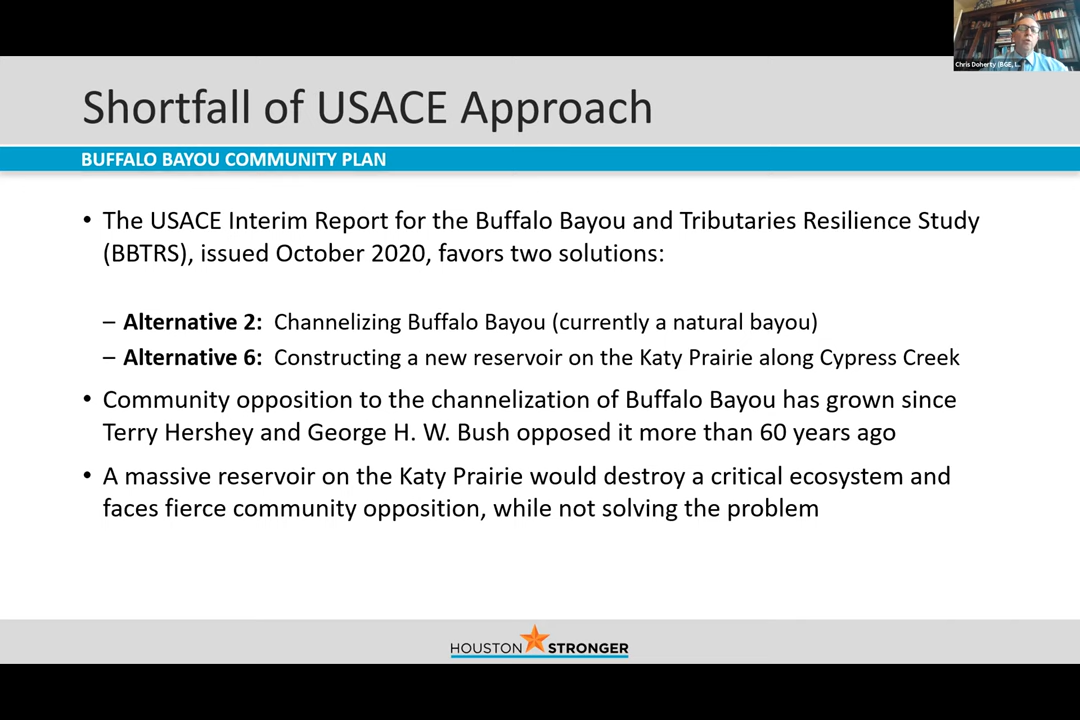 Chris Doherty (BGE, I...
Shortfall of USACE Approach
BUFFALO BAYOU COMMUNITY PLAN
• The USACE Interim Report for the Buffalo Bayou and Tributaries Resilience Study
(BBTRS), issued October 2020, favors two solutions:
– Alternative 2: Channelizing Buffalo Bayou (currently a natural bayou)
– Alternative 6: Constructing a new reservoir on the Katy Prairie along Cypress Creek
• Community opposition to the channelization of Buffalo Bayou has grown since
Terry Hershey and George H. W. Bush opposed it more than 60 years ago
• A massive reservoir on the Katy Prairie would destroy a critical ecosystem and
faces fierce community opposition, while not solving the problem
HOUSTON STRONGER